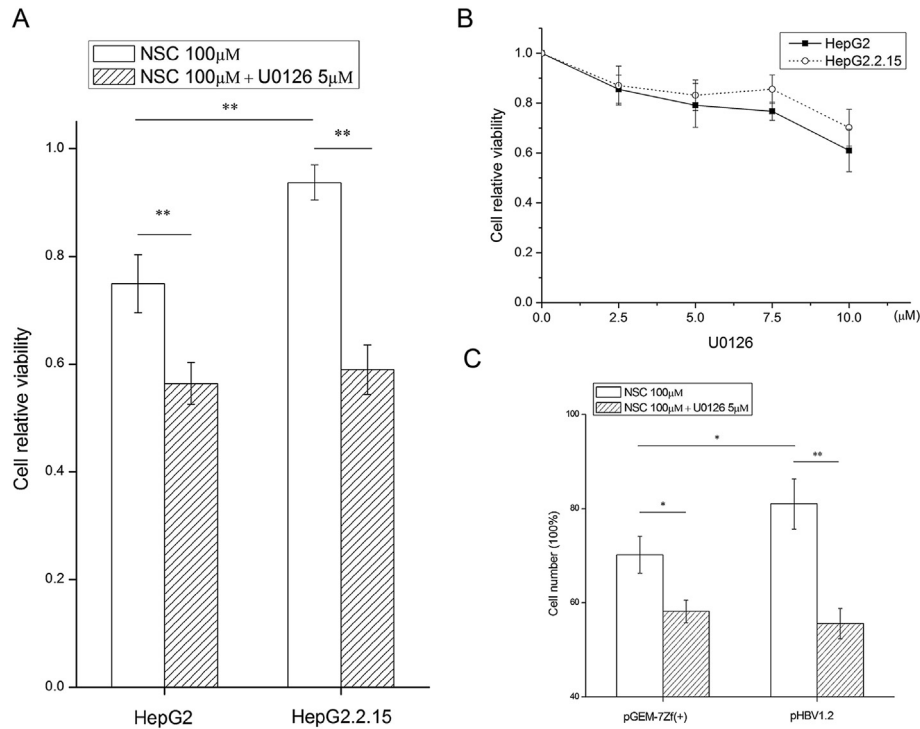 A
NSC 100μM
NSC 100μM + U0126 5μM
**
**
**
1.0
0.8
0.6
0.4
0.2
0.0
Cell relative viability
HepG2
HepG2.2.15
B
HepG2
HepG2.2.15
1.0
0.8
0.6
0.4
0.2
0.0
Cell relative viability
0.0
2.5
5.0
7.5
10.0
(μM)
U0126
C
NSC 100μM
NSC 100μM + U0126 5μM
*
**
*
100
80
60
40
Cell number (100%)
pGEM-7Zf(+)
pHBV1.2